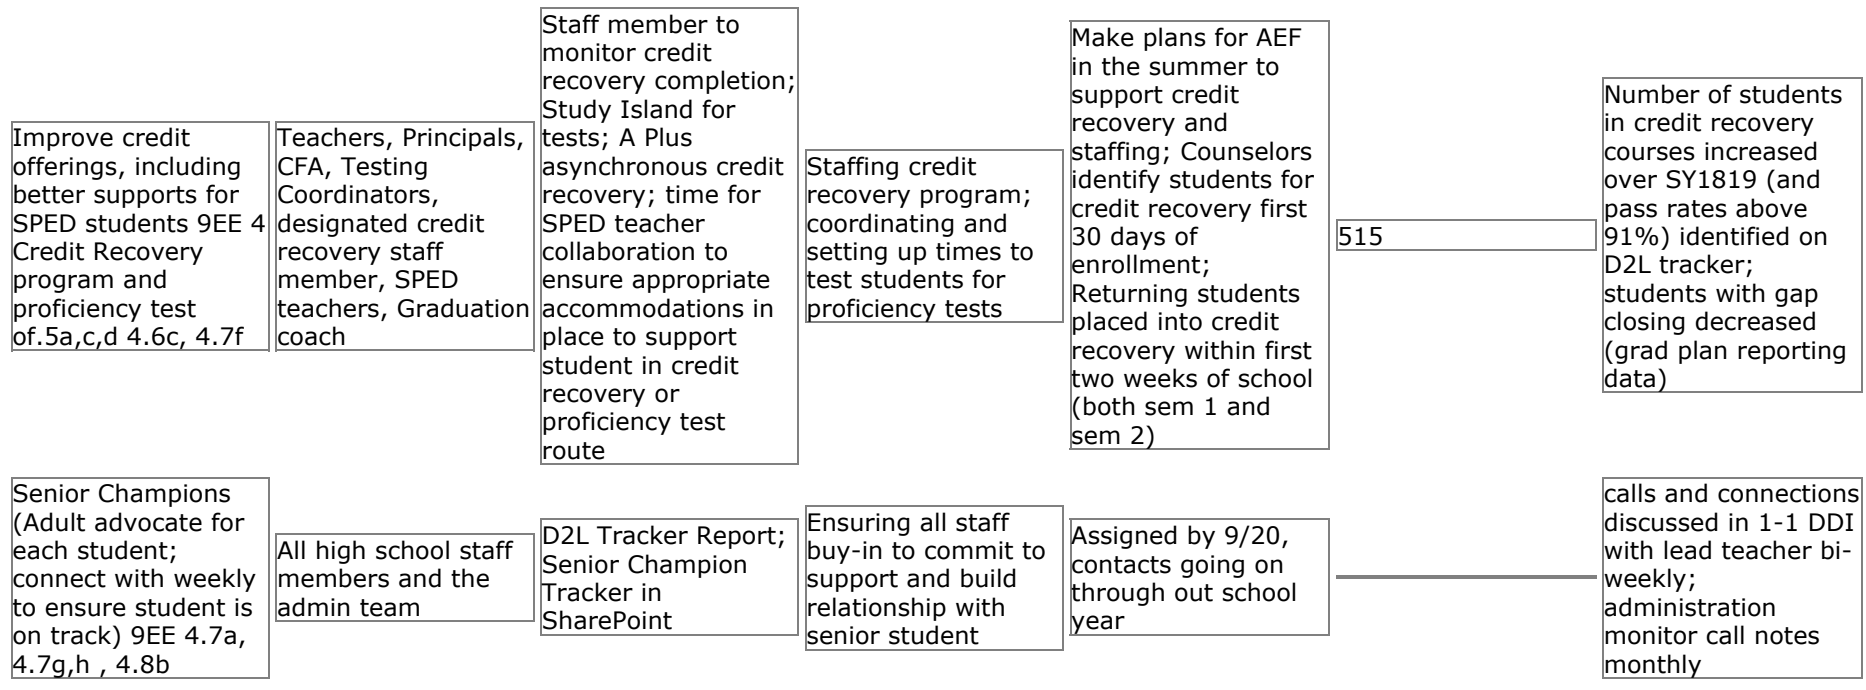 Improve credit
offerings, including
better supports for
SPED students 9EE 4
Credit Recovery
program and
proficiency test
of.5a,c,d 4.6c, 4.7f
Teachers, Principals,
CFA, Testing
Coordinators,
designated credit
recovery staff
member, SPED
teachers, Graduation
coach
Staff member to
monitor credit
recovery completion;
Study Island for
tests; A Plus
asynchronous credit
recovery; time for
SPED teacher
collaboration to
ensure appropriate
accommodations in
place to support
student in credit
recovery or
proficiency test
route
Staffing credit
recovery program;
coordinating and
setting up times to
test students for
proficiency tests
Make plans for AEF
in the summer to
support credit
recovery and
staffing; Counselors
identify students for
credit recovery first
30 days of
enrollment;
Returning students
placed into credit
recovery within first
two weeks of school
(both sem 1 and
sem 2)
515
Number of students
in credit recovery
courses increased
over SY1819 (and
pass rates above
91%) identified on
D2L tracker;
students with gap
closing decreased
(grad plan reporting
data)
Senior Champions
(Adult advocate for
each student;
connect with weekly
to ensure student is
on track) 9EE 4.7a,
4.7g,h , 4.8b
All high school staff
members and the
admin team
D2L Tracker Report;
Senior Champion
Tracker in
SharePoint
Ensuring all staff
buy-in to commit to
support and build
relationship with
senior student
Assigned by 9/20,
contacts going on
through out school
year
calls and connections
discussed in 1-1 DDI
with lead teacher bi-
weekly;
administration
monitor call notes
monthly